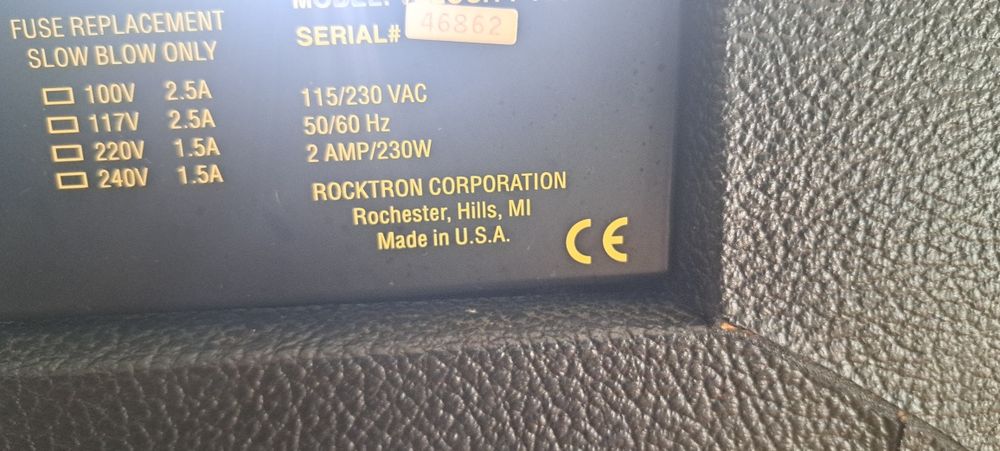 FUSE REPLACEMENT
SLOW BLOW ONLY
100V 2.5A
117V 2.5A
220V 1.5A
240V 1.5A
MODEL:
SERIAL# 46862
115/230 VAC
50/60 Hz
2 AMP/230W
ROCKTRON CORPORATION
Rochester, Hills, MI
Made in U.S.A.
CE